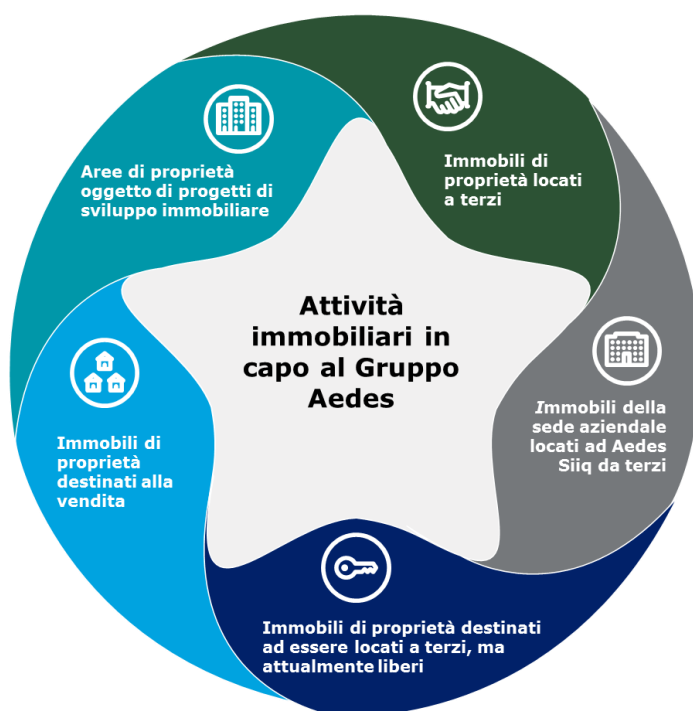 Aree di proprietà
oggetto di progetti di
sviluppo immobiliare
Immobili di
proprietà locati
a terzi
Attività
immobiliari in
capo al Gruppo
Aedes
Immobili della
sede aziendale
locati ad Aedes
Siiq da terzi
Immobili di
proprietà
destinati alla
vendita
Immobili di proprietà destinati
ad essere locati a terzi, ma
attualmente liberi